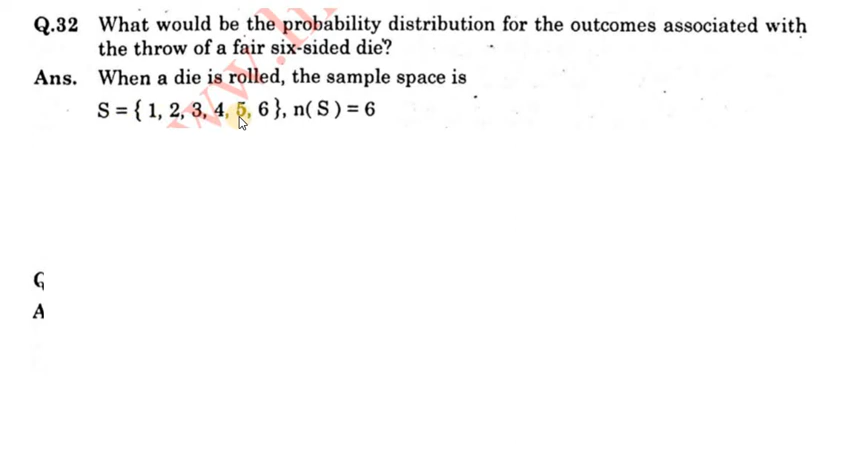 Q.32 What would be the probability distribution for the outcomes associated with
the throw of a fair six-sided die?
Ans. When a die is rolled, the sample space is
S = { 1, 2, 3, 4, 5, 6 }, n( S ) = 6
A